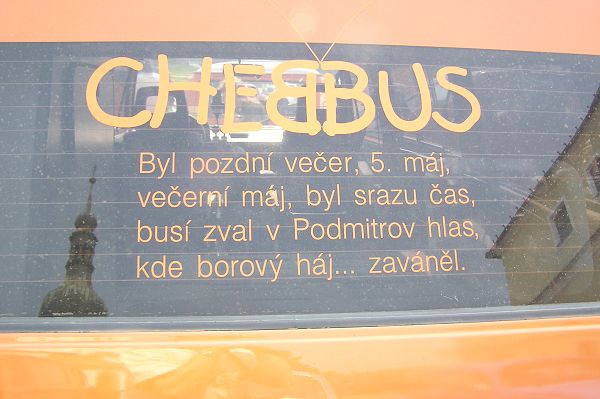 CHEBBUS
Byl pozdní večer, 5. máj,
večerní máj, byl srazu čas,
busí zval v Podmitrov hlas,
kde borový háj... zaváněl.